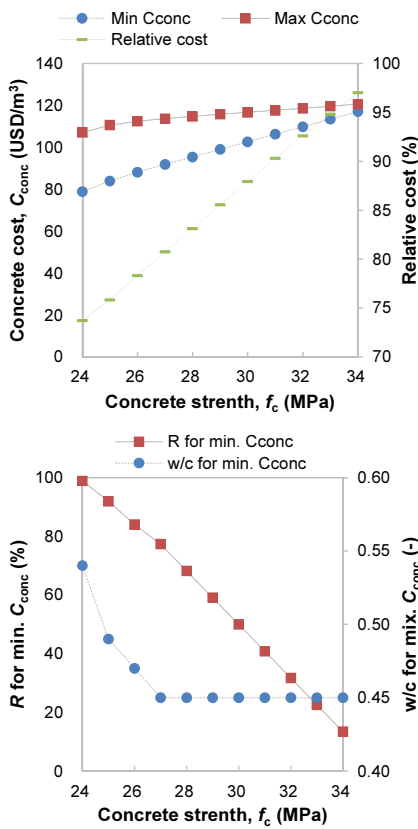 Min Cconc
Max Cconc
Relative cost
Concrete cost, Cconc (USD/m³)
140
120
100
80
60
40
20
0
Relative cost (%)
100
95
90
85
80
75
70
24 26 28 30 32 34
Concrete strenth, fc (MPa)
R for min. Cconc
w/c for min. Cconc
R for min. Cconc (%)
100
80
60
40
20
0
w/c for mix. Cconc (-)
0.60
0.55
0.50
0.45
0.40
24 26 28 30 32 34
Concrete strenth, fc (MPa)